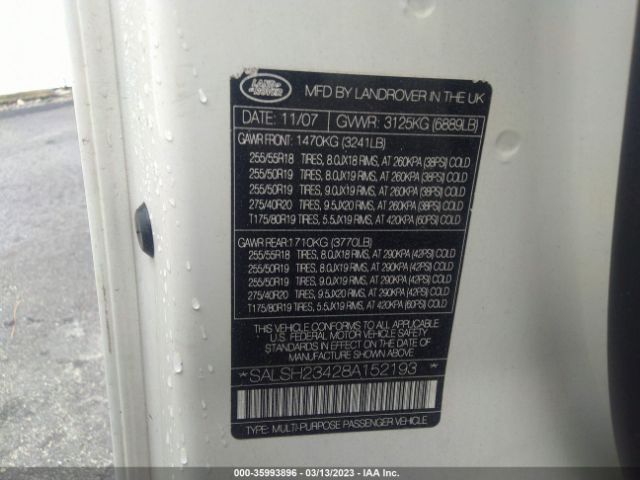 LAND ROVER
MFD BY LANDROVER IN THE UK
DATE: 11/07 GVWR: 3125KG (6889LB)
GAWR FRONT: 1470KG (3241LB)
255/55R18 TIRES, 8.0JX18 RIMS, AT 260KPA (38PSI) COLD
255/50R19 TIRES, 8.0JX19 RIMS, AT 260KPA (38PSI) COLD
255/50R19 TIRES, 9.0JX19 RIMS, AT 260KPA (38PSI) COLD
275/40R20 TIRES, 9.5JX20 RIMS, AT 260KPA (38PSI) COLD
T175/80R19 TIRES, 5.5JX19 RIMS, AT 420KPA (60PSI) COLD
GAWR REAR: 1710KG (3770LB)
255/55R18 TIRES, 8.0JX18 RIMS, AT 290KPA (42PSI) COLD
255/50R19 TIRES, 8.0JX19 RIMS, AT 290KPA (42PSI) COLD
255/50R19 TIRES, 9.0JX19 RIMS, AT 290KPA (42PSI) COLD
275/40R20 TIRES, 9.5JX20 RIMS, AT 290KPA (42PSI) COLD
T175/80R19 TIRES, 5.5JX19 RIMS, AT 420KPA (60PSI) COLD
THIS VEHICLE CONFORMS TO ALL APPLICABLE
U.S. FEDERAL MOTOR VEHICLE SAFETY
STANDARDS IN EFFECT ON THE DATE OF
MANUFACTURE SHOWN ABOVE
*SALSH23428A152193*
TYPE: MULTI-PURPOSE PASSENGER VEHICLE
000-35993896 - 03/13/2023 - IAA Inc.